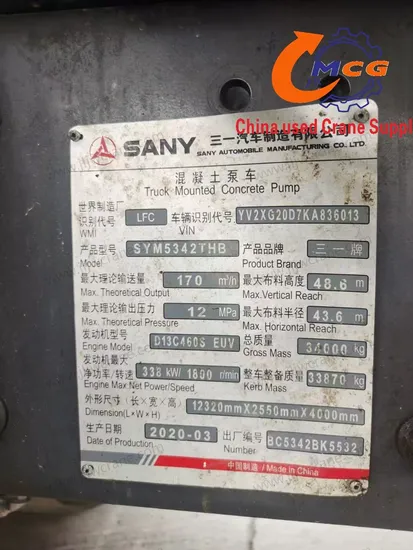 MCG
China used Crane Suppl
SANY 三一汽车制造有限公司
SANY AUTOMOBILE MANUFACTURING CO., LTD.
混凝土泵车
Truck Mounted Concrete Pump
世界制造厂
识别代号 LFC 车辆识别代号 YV2XG20D7KA836013
WMI VIN
产品型号 SYM5342THB 产品品牌 三一牌
Model Product Brand
最大理论输送量 170 m³/h 最大布料高度 48.6 m
Max. Theoretical Output Max. Vertical Reach
最大理论输出压力 12 MPa 最大布料半径 43.6 m
Max. Theoretical Pressure Max. Horizontal Reach
发动机型号 D13C460S EUV 总质量 34000 kg
Engine Model Gross Mass
发动机最大
净功率/转速 338 kW/ 1800 r/min 整车整备质量 33870 kg
Engine Max Net Power/Speed Kerb Mass
外形尺寸 (长×宽×高) 12320mm×2550mm×4000mm
Dimension(L×W×H)
生产日期 2020-03 出厂编号 BC5342BK5532
Date of Production Number
中国制造 / Made in China